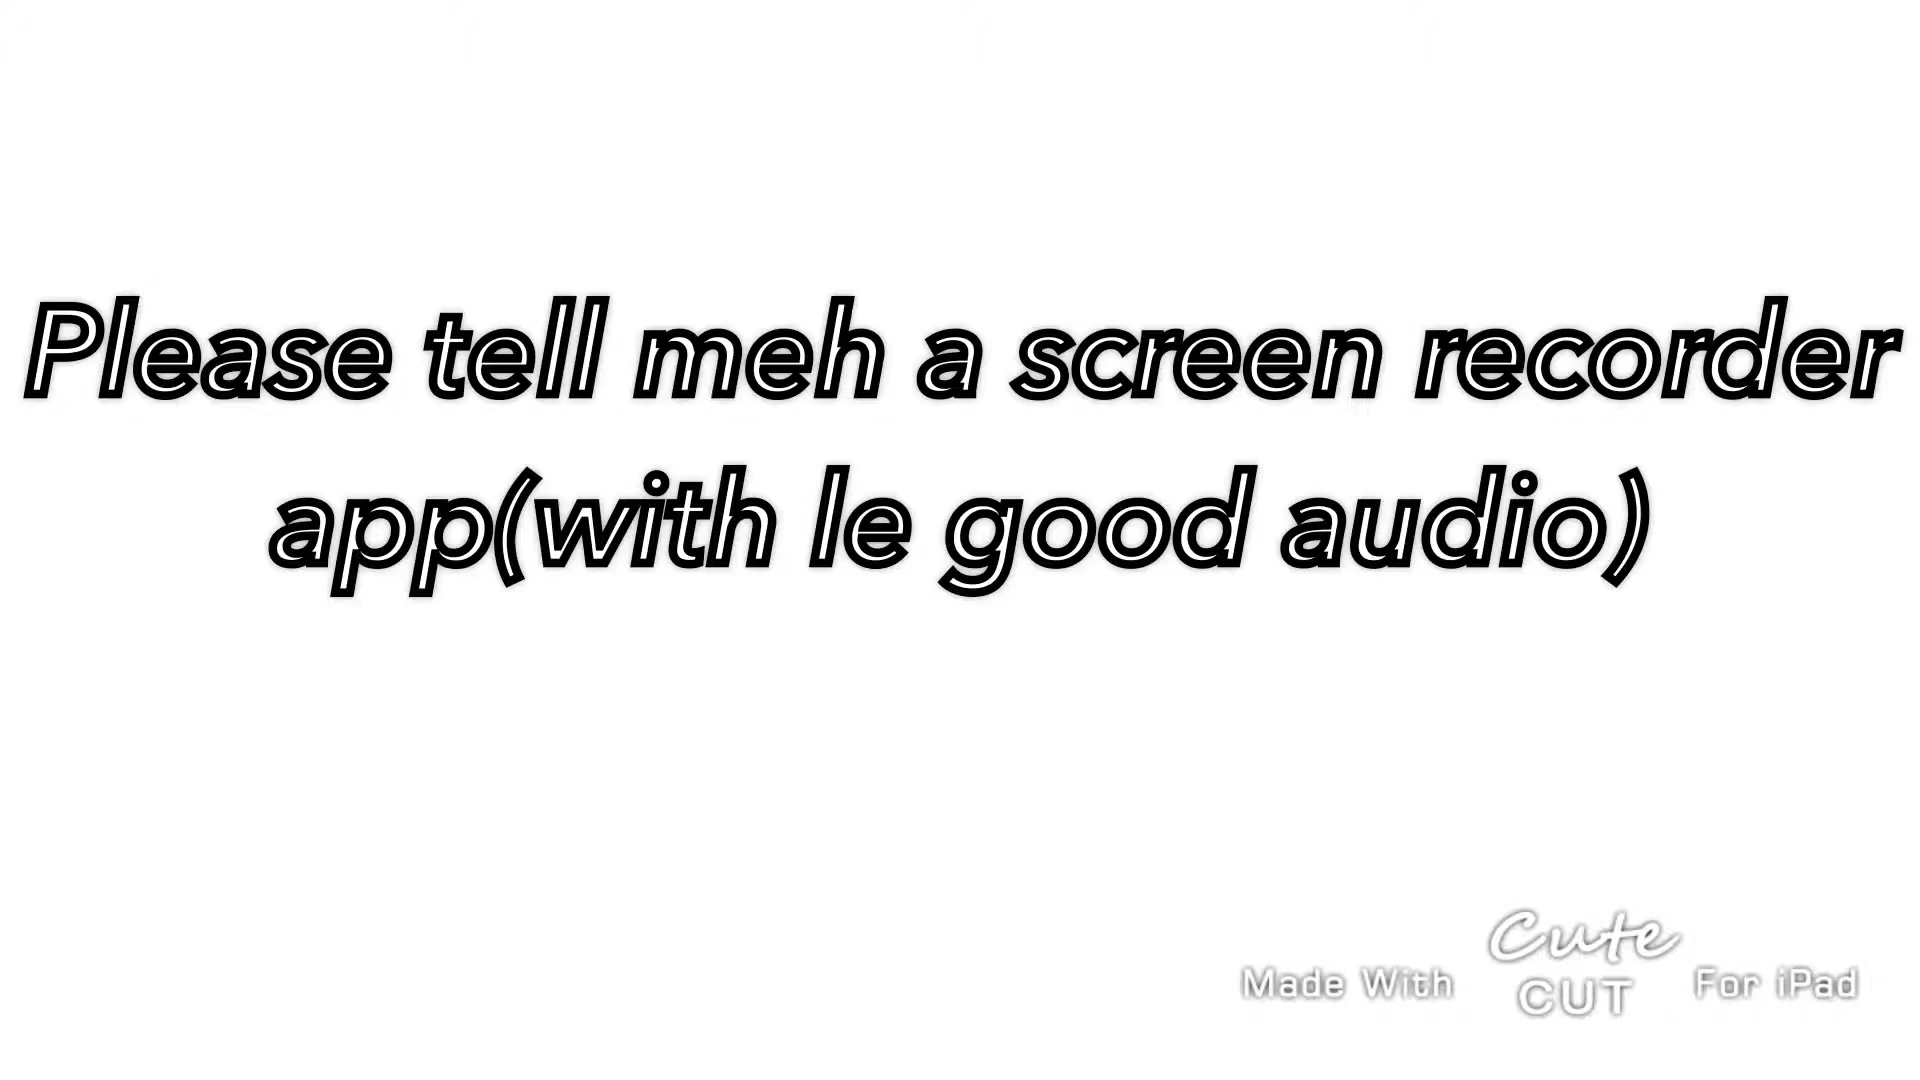 Please tell meh a screen recorder
app(with le good audio)
Made With Cute CUT For iPad